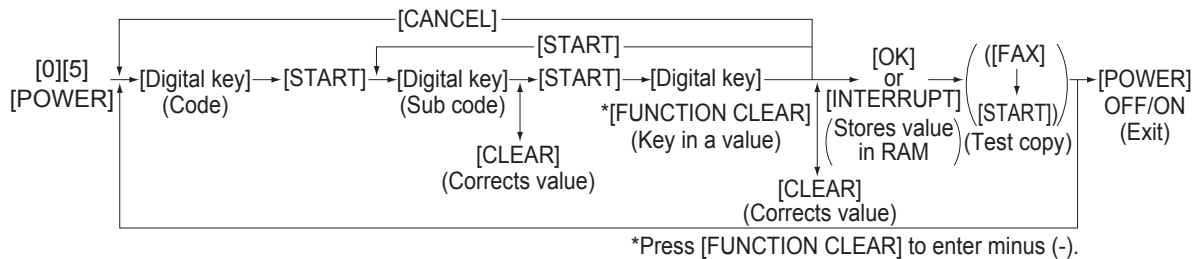 [CANCEL]
[START]
[0][5]
[POWER]
[Digital key]
(Code)
[START]
[Digital key]
(Sub code)
[CLEAR]
(Corrects value)
[START]
[Digital key]
*[FUNCTION CLEAR]
(Key in a value)
[CLEAR]
(Corrects value)
[OK]
or
[INTERRUPT]
(Stores value
in RAM)
([FAX]
[START])
(Test copy)
[POWER]
OFF/ON
(Exit)
*Press [FUNCTION CLEAR] to enter minus (-).